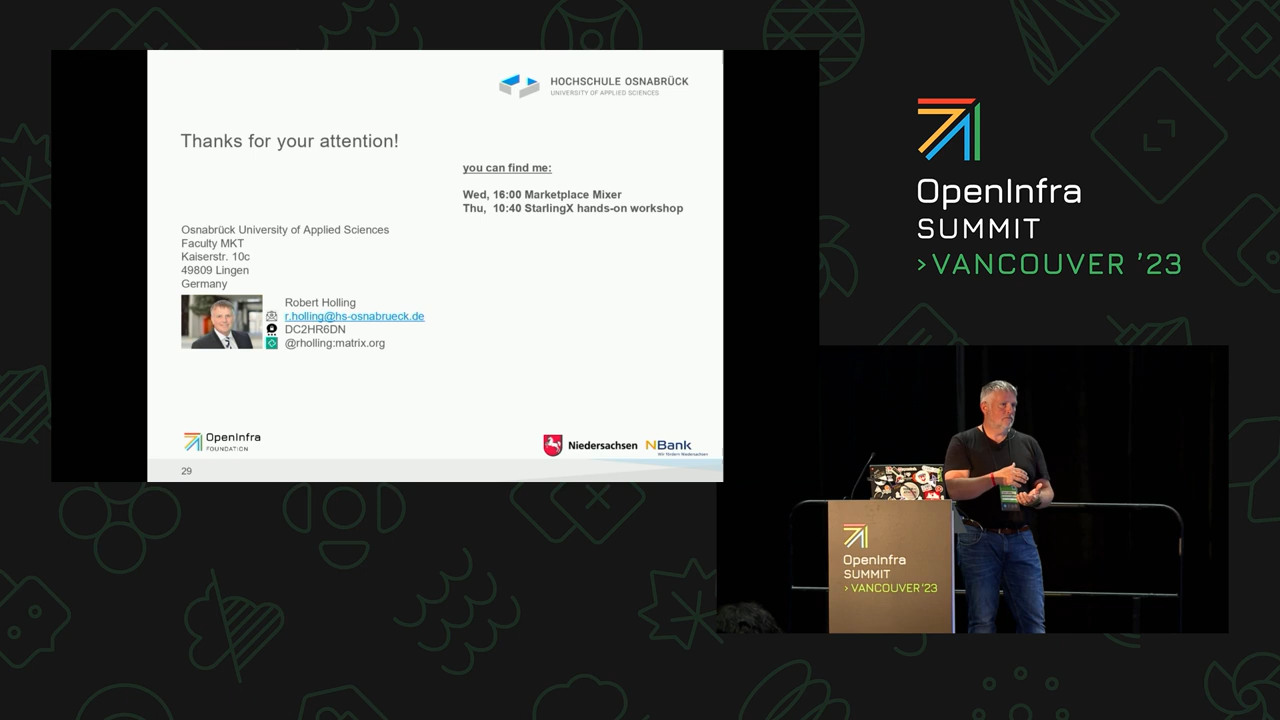 HOCHSCHULE OSNABRÜCK
UNIVERSITY OF APPLIED SCIENCES
Thanks for your attention!
you can find me:
Wed, 16:00 Marketplace Mixer
Thu, 10:40 StarlingX hands-on workshop
Osnabrück University of Applied Sciences
Faculty MKT
Kaiserstr. 10c
49809 Lingen
Germany
Robert Holling
r.holling@hs-osnabrueck.de
DC2HR6DN
@rholling:matrix.org
OpenInfra
FOUNDATION
Niedersachsen
NBank
Wir fördern Niedersachsen
29
OpenInfra
SUMMIT
>VANCOUVER '23
OpenInfra
SUMMIT
>VANCOUVER '23